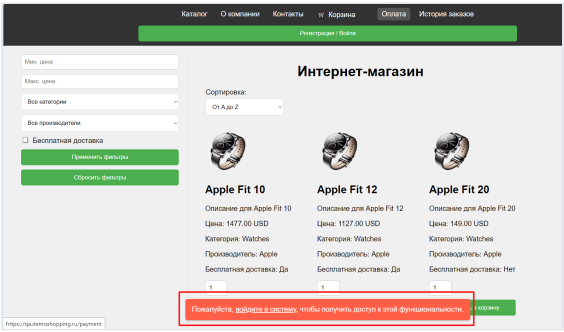 Каталог О компании Контакты Корзина Оплата История заказов
Регистрация / Войти
Мин. цена
Макс. цена
Все категории
Все производители
Бесплатная доставка
Применить фильтры
Сбросить фильтры
Интернет-магазин
Сортировка:
От А до Z
Apple Fit 10 Apple Fit 12 Apple Fit 20
Описание для Apple Fit 10 Описание для Apple Fit 12 Описание для Apple Fit 20
Цена: 1477.00 USD Цена: 1127.00 USD Цена: 149.00 USD
Категория: Watches Категория: Watches Категория: Watches
Производитель: Apple Производитель: Apple Производитель: Apple
Бесплатная доставка: Да Бесплатная доставка: Да Бесплатная доставка: Нет
1 1 1
Пожалуйста, войдите в систему, чтобы получить доступ к этой функциональности.
в корзину
https://qa.demoshopping.ru/payment